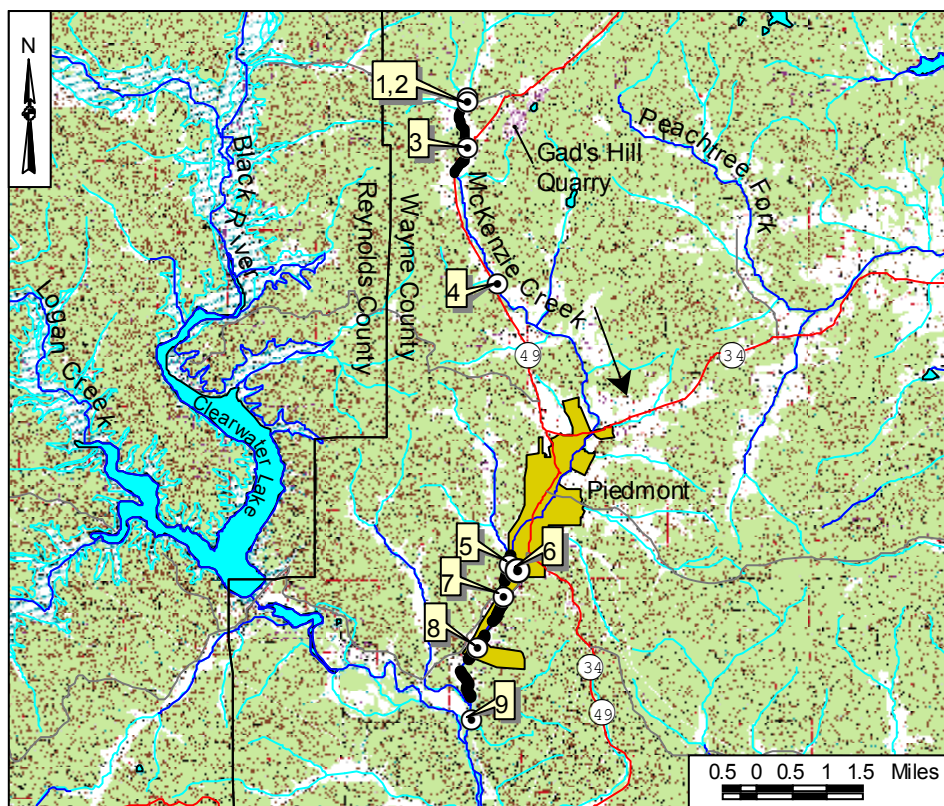 N
1,2
3
Gad's Hill
Quarry
Peachtrree Fork
Black River
Reynolds County
Wayne County
McKenzie Creek
4
Logan Creek
49
34
Clearwater Lake
Piedmont
5
6
7
8
34
9
49
0.5 0 0.5 1 1.5 Miles